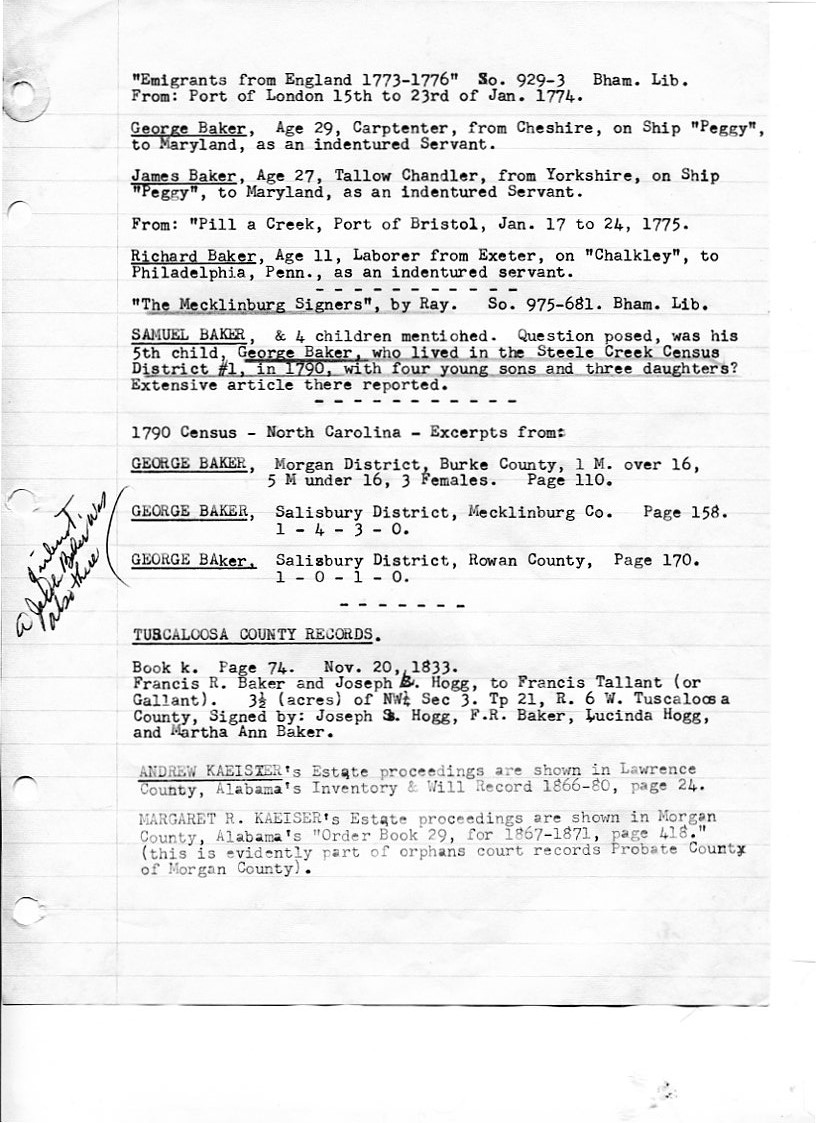 "Emigrants from England 1773-1776" So. 929-3 Bham. Lib.
From: Port of London 15th to 23rd of Jan. 1774.
George Baker, Age 29, Carptenter, from Cheshire, on Ship "Peggy",
to Maryland, as an indentured Servant.
James Baker, Age 27, Tallow Chandler, from Yorkshire, on Ship
"Peggy", to Maryland, as an indentured Servant.
From: "Pill a Creek, Port of Bristol, Jan. 17 to 24, 1775.
Richard Baker, Age 11, Laborer from Exeter, on "Chalkley", to
Philadelphia, Penn., as an indentured servant.
- - - - - - - - - - -
"The Mecklinburg Signers", by Ray. So. 975-681. Bham. Lib.
SAMUEL BAKER, & 4 children mentiohed. Question posed, was his
5th child, George Baker, who lived in the Steele Creek Census
District #1, in 1790, with four young sons and three daughters?
Extensive article there reported.
- - - - - - - - - - -
1790 Census - North Carolina - Excerpts from:
GEORGE BAKER, Morgan District, Burke County, 1 M. over 16,
5 M under 16, 3 Females. Page 110.
GEORGE BAKER, Salisbury District, Mecklinburg Co. Page 158.
1 - 4 - 3 - 0.
GEORGE BAker, Salisbury District, Rowan County, Page 170.
1 - 0 - 1 - 0.
a Baker was
also there
- - - - - - -
TUSCALOOSA COUNTY RECORDS.
Book k. Page 74. Nov. 20, 1833.
Francis R. Baker and Joseph B. Hogg, to Francis Tallant (or
Gallant). 3½ (acres) of NW¼ Sec 3. Tp 21, R. 6 W. Tuscaloosa
County, Signed by: Joseph S. Hogg, F.R. Baker, Lucinda Hogg,
and Martha Ann Baker.
ANDREW KAEISTER's Estate proceedings are shown in Lawrence
County, Alabama's Inventory & Will Record 1866-80, page 24.
MARGARET R. KAEISER's Estate proceedings are shown in Morgan
County, Alabama's "Order Book 29, for 1867-1871, page 418."
(this is evidently part of orphans court records Probate County
of Morgan County).